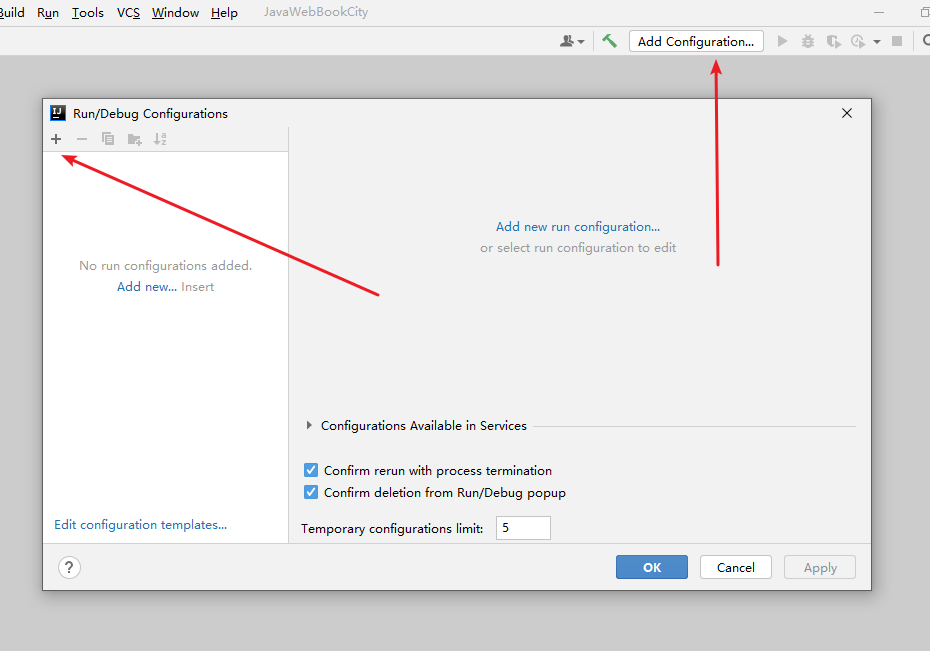 Build Run Tools VCS Window Help JavaWebBookCity
Add Configuration...
Run/Debug Configurations
Add new run configuration...
or select run configuration to edit
No run configurations added.
Add new... Insert
Configurations Available in Services
Confirm rerun with process termination
Confirm deletion from Run/Debug popup
Edit configuration templates...
Temporary configurations limit: 5
? OK Cancel Apply